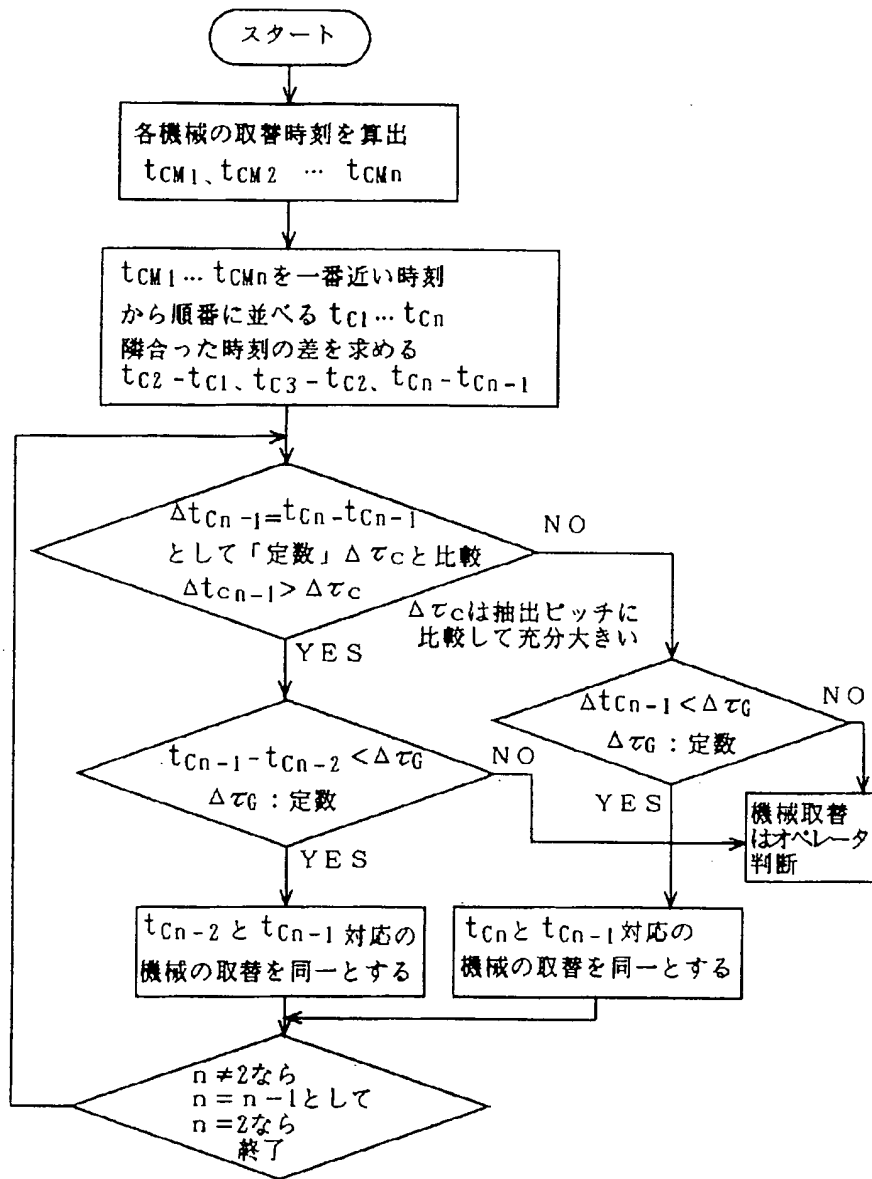 スタート
各機械の取替時刻を算出
tCM1、tCM2 … tCMn
tCM1… tCMnを一番近い時刻
から順番に並べる tC1…tCn
隣合った時刻の差を求める
tC2-tC1、tC3-tC2、tCn-tCn-1
ΔtCn-1=tCn-tCn-1
として「定数」ΔτCと比較
ΔtCn-1>ΔτC
NO
ΔτCは抽出ピッチに
比較して充分大きい
YES
ΔtCn-1<ΔτG
ΔτG:定数
NO
tCn-1-tCn-2<ΔτG
ΔτG:定数
NO
YES
機械取替
はオペレータ
判断
YES
tCn-2とtCn-1対応の
機械の取替を同一とする
tCnとtCn-1対応の
機械の取替を同一とする
n≠2なら
n=n-1として
n=2なら
終了